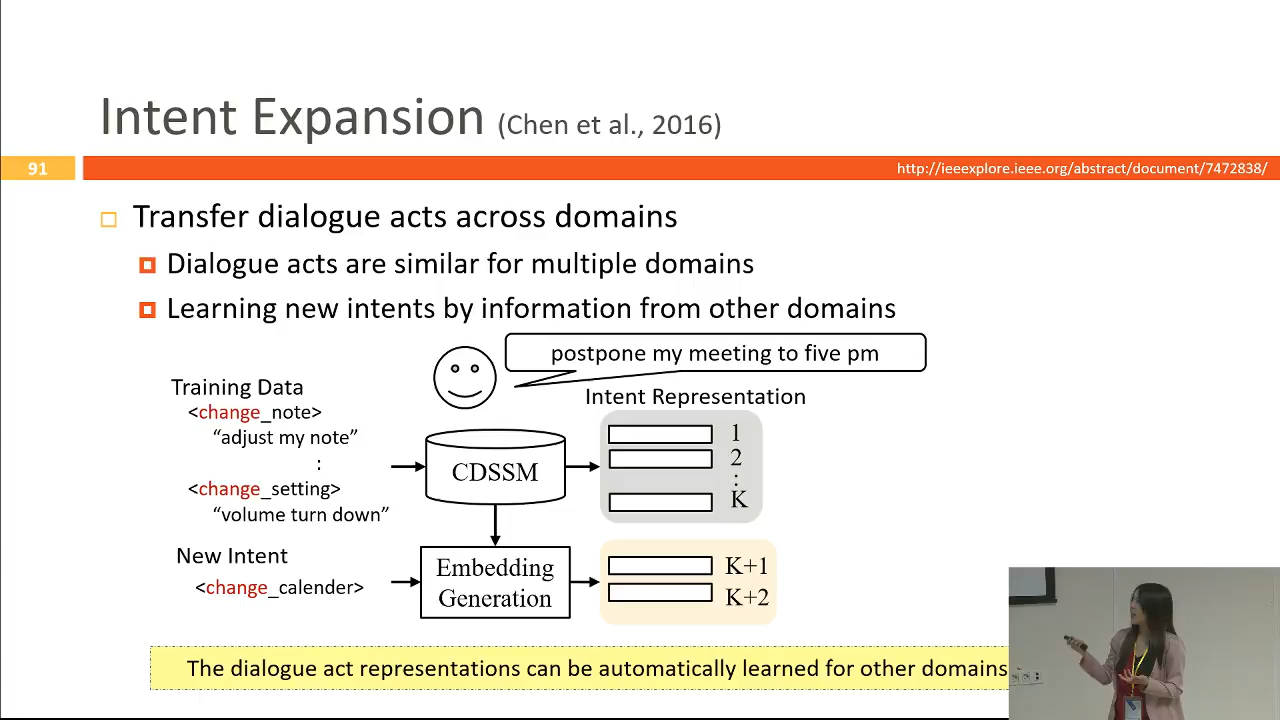 Intent Expansion (Chen et al., 2016)
91
http://ieeexplore.ieee.org/abstract/document/7472838/
Transfer dialogue acts across domains
Dialogue acts are similar for multiple domains
Learning new intents by information from other domains
postpone my meeting to five pm
Training Data
<change_note>
“adjust my note”
:
<change_setting>
“volume turn down”
New Intent
<change_calender>
CDSSM
Embedding
Generation
Intent Representation
1
2
:
K
K+1
K+2
The dialogue act representations can be automatically learned for other domains